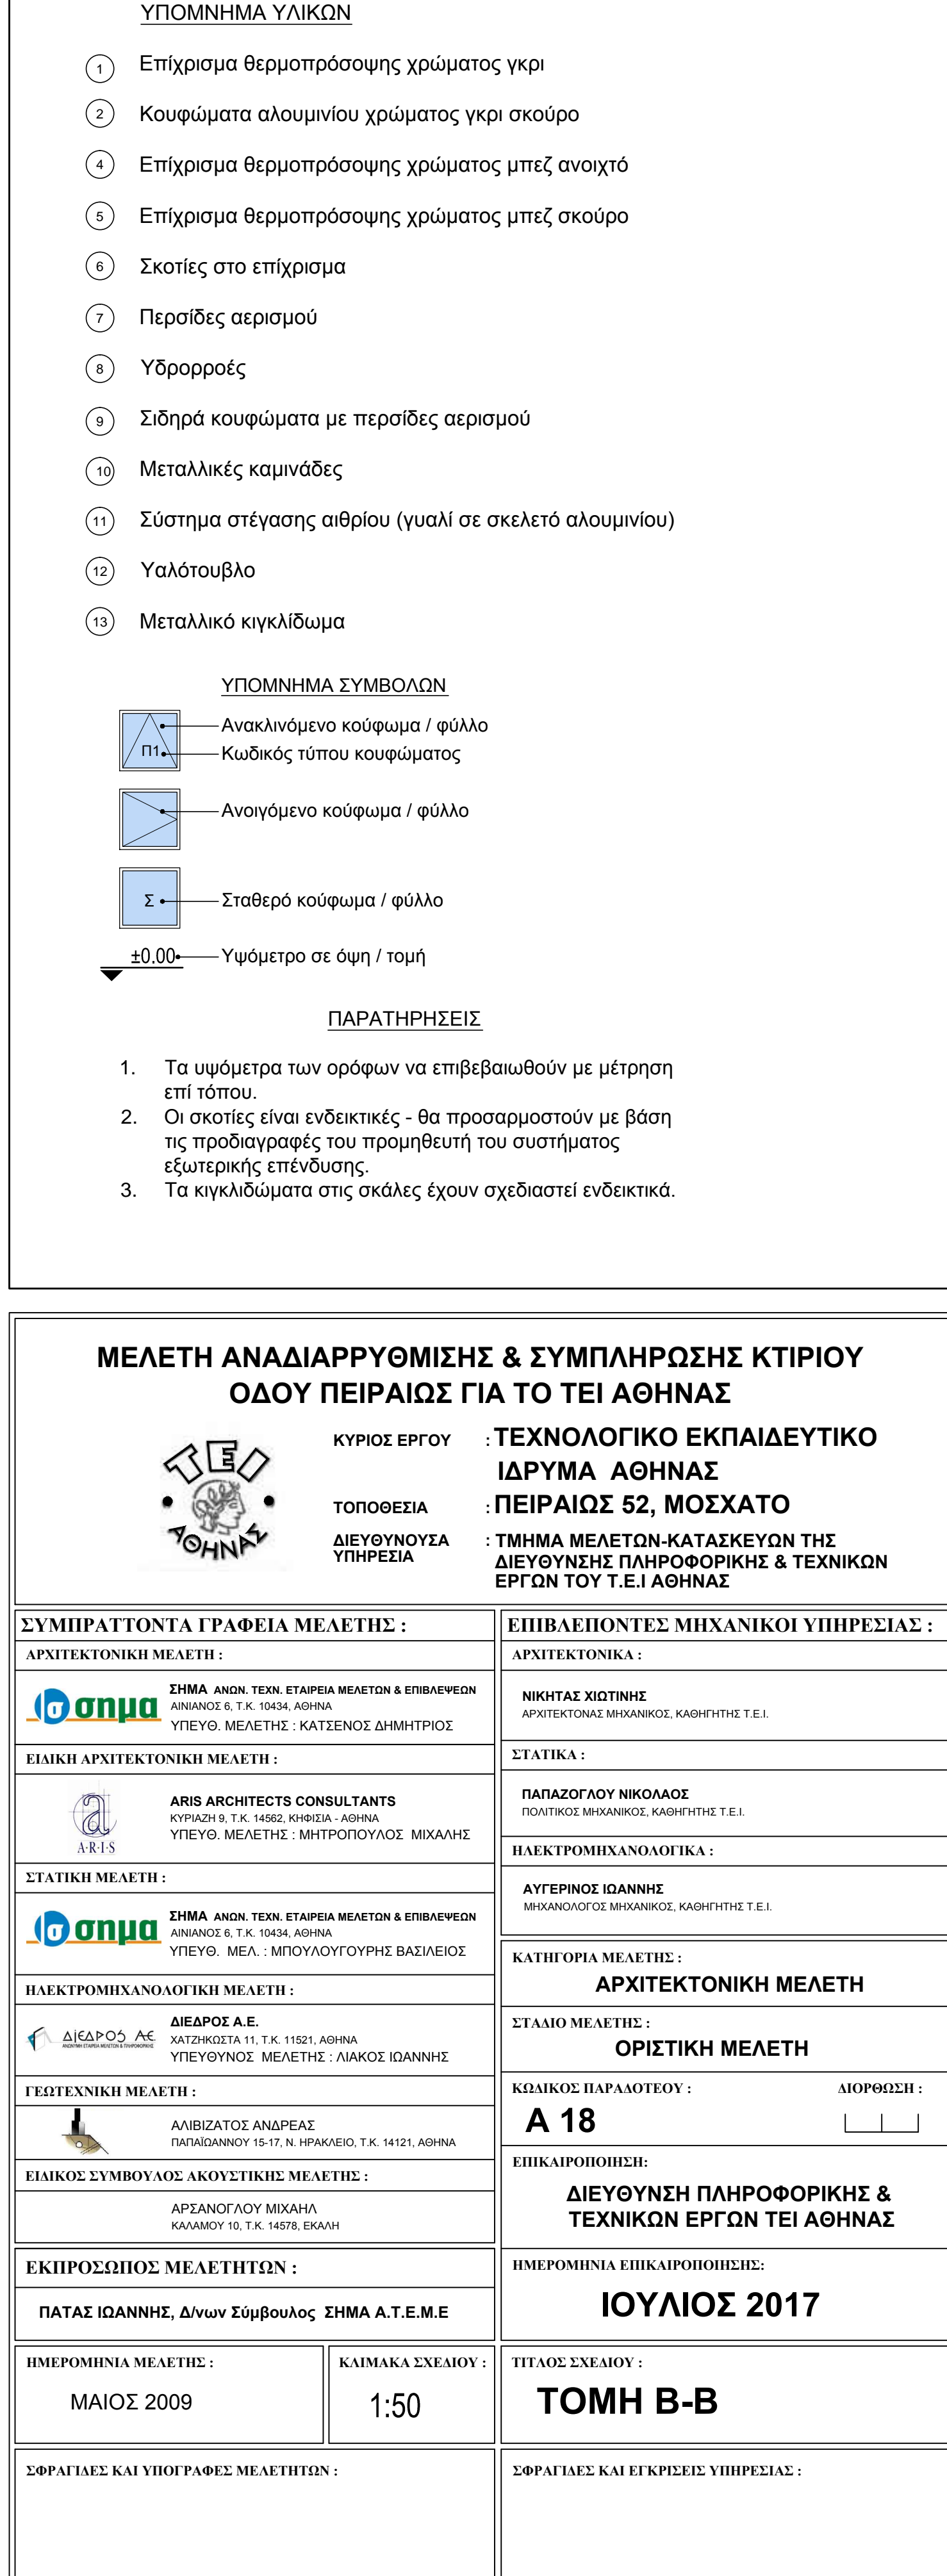 ΥΠΟΜΝΗΜΑ ΥΛΙΚΩΝ
1 Επίχρισμα θερμοπρόσοψης χρώματος γκρι
2 Κουφώματα αλουμινίου χρώματος γκρι σκούρο
4 Επίχρισμα θερμοπρόσοψης χρώματος μπεζ ανοιχτό
5 Επίχρισμα θερμοπρόσοψης χρώματος μπεζ σκούρο
6 Σκοτίες στο επίχρισμα
7 Περσίδες αερισμού
8 Υδρορροές
9 Σιδηρά κουφώματα με περσίδες αερισμού
10 Μεταλλικές καμινάδες
11 Σύστημα στέγασης αιθρίου (γυαλί σε σκελετό αλουμινίου)
12 Υαλότουβλο
13 Μεταλλικό κιγκλίδωμα
ΥΠΟΜΝΗΜΑ ΣΥΜΒΟΛΩΝ
Ανακλινόμενο κούφωμα / φύλλο
Π1 Κωδικός τύπου κουφώματος
Ανοιγόμενο κούφωμα / φύλλο
Σ Σταθερό κούφωμα / φύλλο
±0.00 Υψόμετρο σε όψη / τομή
ΠΑΡΑΤΗΡΗΣΕΙΣ
1. Τα υψόμετρα των ορόφων να επιβεβαιωθούν με μέτρηση
επί τόπου.
2. Οι σκοτίες είναι ενδεικτικές - θα προσαρμοστούν με βάση
τις προδιαγραφές του προμηθευτή του συστήματος
εξωτερικής επένδυσης.
3. Τα κιγκλιδώματα στις σκάλες έχουν σχεδιαστεί ενδεικτικά.
ΜΕΛΕΤΗ ΑΝΑΔΙΑΡΡΥΘΜΙΣΗΣ & ΣΥΜΠΛΗΡΩΣΗΣ ΚΤΙΡΙΟΥ
ΟΔΟΥ ΠΕΙΡΑΙΩΣ ΓΙΑ ΤΟ ΤΕΙ ΑΘΗΝΑΣ
ΤΕΙ
ΑΘΗΝΑΣ
ΚΥΡΙΟΣ ΕΡΓΟΥ : ΤΕΧΝΟΛΟΓΙΚΟ ΕΚΠΑΙΔΕΥΤΙΚΟ
ΙΔΡΥΜΑ ΑΘΗΝΑΣ
ΤΟΠΟΘΕΣΙΑ : ΠΕΙΡΑΙΩΣ 52, ΜΟΣΧΑΤΟ
ΔΙΕΥΘΥΝΟΥΣΑ
ΥΠΗΡΕΣΙΑ
: ΤΜΗΜΑ ΜΕΛΕΤΩΝ-ΚΑΤΑΣΚΕΥΩΝ ΤΗΣ
ΔΙΕΥΘΥΝΣΗΣ ΠΛΗΡΟΦΟΡΙΚΗΣ & ΤΕΧΝΙΚΩΝ
ΕΡΓΩΝ ΤΟΥ Τ.Ε.Ι ΑΘΗΝΑΣ
ΣΥΜΠΡΑΤΤΟΝΤΑ ΓΡΑΦΕΙΑ ΜΕΛΕΤΗΣ :
ΑΡΧΙΤΕΚΤΟΝΙΚΗ ΜΕΛΕΤΗ :
σημα
ΣΗΜΑ ΑΝΩΝ. ΤΕΧΝ. ΕΤΑΙΡΕΙΑ ΜΕΛΕΤΩΝ & ΕΠΙΒΛΕΨΕΩΝ
ΑΙΝΙΑΝΟΣ 6, Τ.Κ. 10434, ΑΘΗΝΑ
ΥΠΕΥΘ. ΜΕΛΕΤΗΣ : ΚΑΤΣΕΝΟΣ ΔΗΜΗΤΡΙΟΣ
ΕΙΔΙΚΗ ΑΡΧΙΤΕΚΤΟΝΙΚΗ ΜΕΛΕΤΗ :
a
A·R·I·S
ARIS ARCHITECTS CONSULTANTS
ΚΥΡΙΑΖΗ 9, Τ.Κ. 14562, ΚΗΦΙΣΙΑ - ΑΘΗΝΑ
ΥΠΕΥΘ. ΜΕΛΕΤΗΣ : ΜΗΤΡΟΠΟΥΛΟΣ ΜΙΧΑΛΗΣ
ΣΤΑΤΙΚΗ ΜΕΛΕΤΗ :
σημα
ΣΗΜΑ ΑΝΩΝ. ΤΕΧΝ. ΕΤΑΙΡΕΙΑ ΜΕΛΕΤΩΝ & ΕΠΙΒΛΕΨΕΩΝ
ΑΙΝΙΑΝΟΣ 6, Τ.Κ. 10434, ΑΘΗΝΑ
ΥΠΕΥΘ. ΜΕΛ. : ΜΠΟΥΛΟΥΓΟΥΡΗΣ ΒΑΣΙΛΕΙΟΣ
ΗΛΕΚΤΡΟΜΗΧΑΝΟΛΟΓΙΚΗ ΜΕΛΕΤΗ :
ΔΙΕΔΡΟΣ ΑΕ
ΑΝΩΝΥΜΗ ΕΤΑΙΡΕΙΑ ΜΕΛΕΤΩΝ & ΠΛΗΡΟΦΟΡΙΚΗΣ
ΔΙΕΔΡΟΣ Α.Ε.
ΧΑΤΖΗΚΩΣΤΑ 11, Τ.Κ. 11521, ΑΘΗΝΑ
ΥΠΕΥΘΥΝΟΣ ΜΕΛΕΤΗΣ : ΛΙΑΚΟΣ ΙΩΑΝΝΗΣ
ΓΕΩΤΕΧΝΙΚΗ ΜΕΛΕΤΗ :
ΑΛΙΒΙΖΑΤΟΣ ΑΝΔΡΕΑΣ
ΠΑΠΑΪΩΑΝΝΟΥ 15-17, Ν. ΗΡΑΚΛΕΙΟ, Τ.Κ. 14121, ΑΘΗΝΑ
ΕΙΔΙΚΟΣ ΣΥΜΒΟΥΛΟΣ ΑΚΟΥΣΤΙΚΗΣ ΜΕΛΕΤΗΣ :
ΑΡΣΑΝΟΓΛΟΥ ΜΙΧΑΗΛ
ΚΑΛΑΜΟΥ 10, Τ.Κ. 14578, ΕΚΑΛΗ
ΕΚΠΡΟΣΩΠΟΣ ΜΕΛΕΤΗΤΩΝ :
ΠΑΤΑΣ ΙΩΑΝΝΗΣ, Δ/νων Σύμβουλος ΣΗΜΑ Α.Τ.Ε.Μ.Ε
ΗΜΕΡΟΜΗΝΙΑ ΜΕΛΕΤΗΣ :
ΜΑΙΟΣ 2009
ΚΛΙΜΑΚΑ ΣΧΕΔΙΟΥ :
1:50
ΣΦΡΑΓΙΔΕΣ ΚΑΙ ΥΠΟΓΡΑΦΕΣ ΜΕΛΕΤΗΤΩΝ :
ΕΠΙΒΛΕΠΟΝΤΕΣ ΜΗΧΑΝΙΚΟΙ ΥΠΗΡΕΣΙΑΣ :
ΑΡΧΙΤΕΚΤΟΝΙΚΑ :
ΝΙΚΗΤΑΣ ΧΙΩΤΙΝΗΣ
ΑΡΧΙΤΕΚΤΟΝΑΣ ΜΗΧΑΝΙΚΟΣ, ΚΑΘΗΓΗΤΗΣ Τ.Ε.Ι.
ΣΤΑΤΙΚΑ :
ΠΑΠΑΖΟΓΛΟΥ ΝΙΚΟΛΑΟΣ
ΠΟΛΙΤΙΚΟΣ ΜΗΧΑΝΙΚΟΣ, ΚΑΘΗΓΗΤΗΣ Τ.Ε.Ι.
ΗΛΕΚΤΡΟΜΗΧΑΝΟΛΟΓΙΚΑ :
ΑΥΓΕΡΙΝΟΣ ΙΩΑΝΝΗΣ
ΜΗΧΑΝΟΛΟΓΟΣ ΜΗΧΑΝΙΚΟΣ, ΚΑΘΗΓΗΤΗΣ Τ.Ε.Ι.
ΚΑΤΗΓΟΡΙΑ ΜΕΛΕΤΗΣ :
ΑΡΧΙΤΕΚΤΟΝΙΚΗ ΜΕΛΕΤΗ
ΣΤΑΔΙΟ ΜΕΛΕΤΗΣ :
ΟΡΙΣΤΙΚΗ ΜΕΛΕΤΗ
ΚΩΔΙΚΟΣ ΠΑΡΑΔΟΤΕΟΥ : ΔΙΟΡΘΩΣΗ :
Α 18
ΕΠΙΚΑΙΡΟΠΟΙΗΣΗ:
ΔΙΕΥΘΥΝΣΗ ΠΛΗΡΟΦΟΡΙΚΗΣ &
ΤΕΧΝΙΚΩΝ ΕΡΓΩΝ ΤΕΙ ΑΘΗΝΑΣ
ΗΜΕΡΟΜΗΝΙΑ ΕΠΙΚΑΙΡΟΠΟΙΗΣΗΣ:
ΙΟΥΛΙΟΣ 2017
ΤΙΤΛΟΣ ΣΧΕΔΙΟΥ :
ΤΟΜΗ Β-Β
ΣΦΡΑΓΙΔΕΣ ΚΑΙ ΕΓΚΡΙΣΕΙΣ ΥΠΗΡΕΣΙΑΣ :